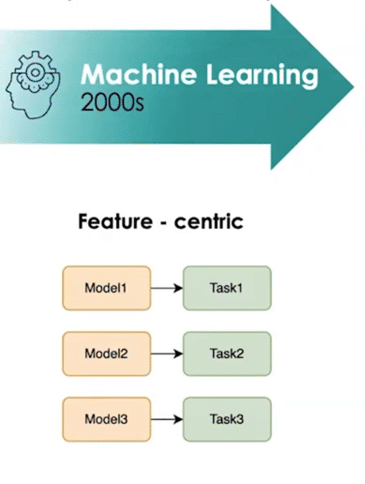 Machine Learning
2000s
Feature - centric
Model1
Task1
Model2
Task2
Model3
Task3